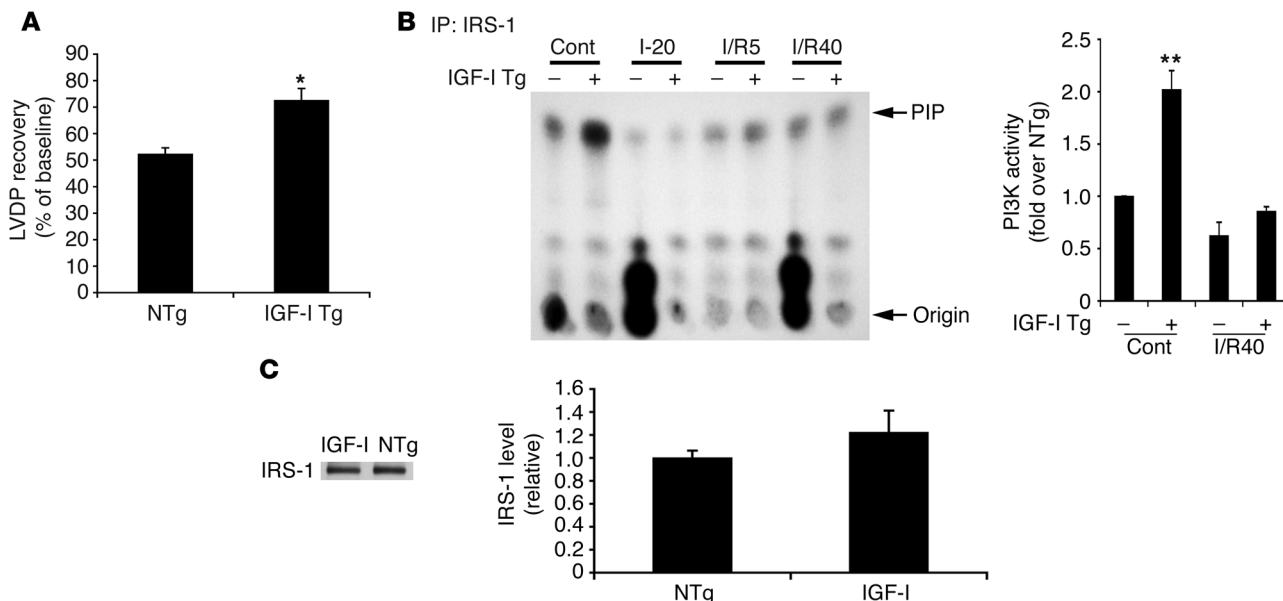 A
LVDP recovery
(% of baseline)
90
80
70
60
50
40
30
20
10
0
*
NTg
IGF-I Tg
B
IP: IRS-1
Cont
I-20
I/R5
I/R40
IGF-I Tg
– + – + – + – +
PIP
Origin
PI3K activity
(fold over NTg)
2.5
2.0
1.5
1.0
0.5
0
**
IGF-I Tg – + – +
Cont
I/R40
C
IGF-I NTg
IRS-1
IRS-1 level
(relative)
1.6
1.4
1.2
1.0
0.8
0.6
0.4
0.2
0
NTg
IGF-I